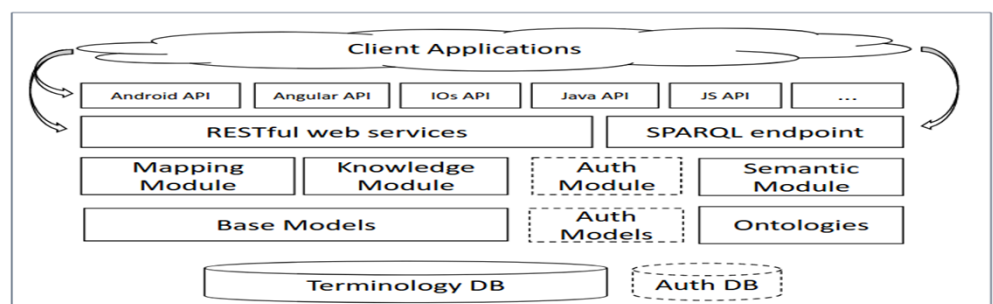 Client Applications
Android API
Angular API
IOs API
Java API
JS API
...
RESTful web services
SPARQL endpoint
Mapping
Module
Knowledge
Module
Auth
Module
Semantic
Module
Base Models
Auth
Models
Ontologies
Terminology DB
Auth DB